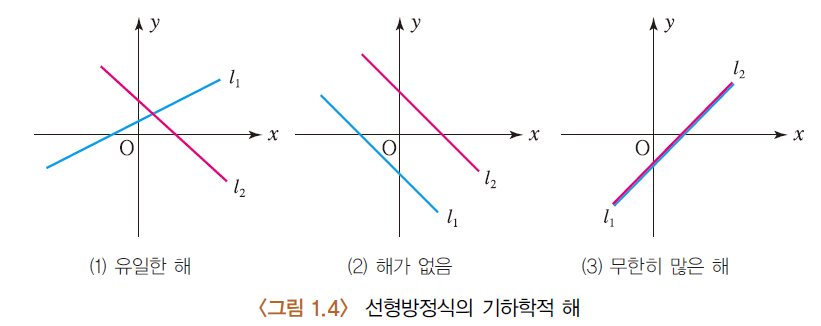 y
l₁
x
O
l₂
(1) 유일한 해
y
x
O
l₂
l₁
(2) 해가 없음
y
l₂
x
O
l₁
(3) 무한히 많은 해
〈그림 1.4〉 선형방정식의 기하학적 해